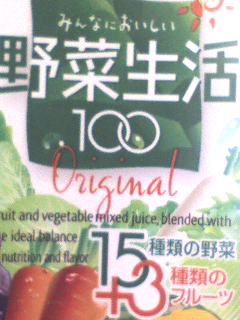 みんなにおいしい
野菜生活
100
Original
ruit and vegetable mixed juice, blended with
e ideal balance
nutrition and flavor
15種類の野菜
+3種類のフルーツ